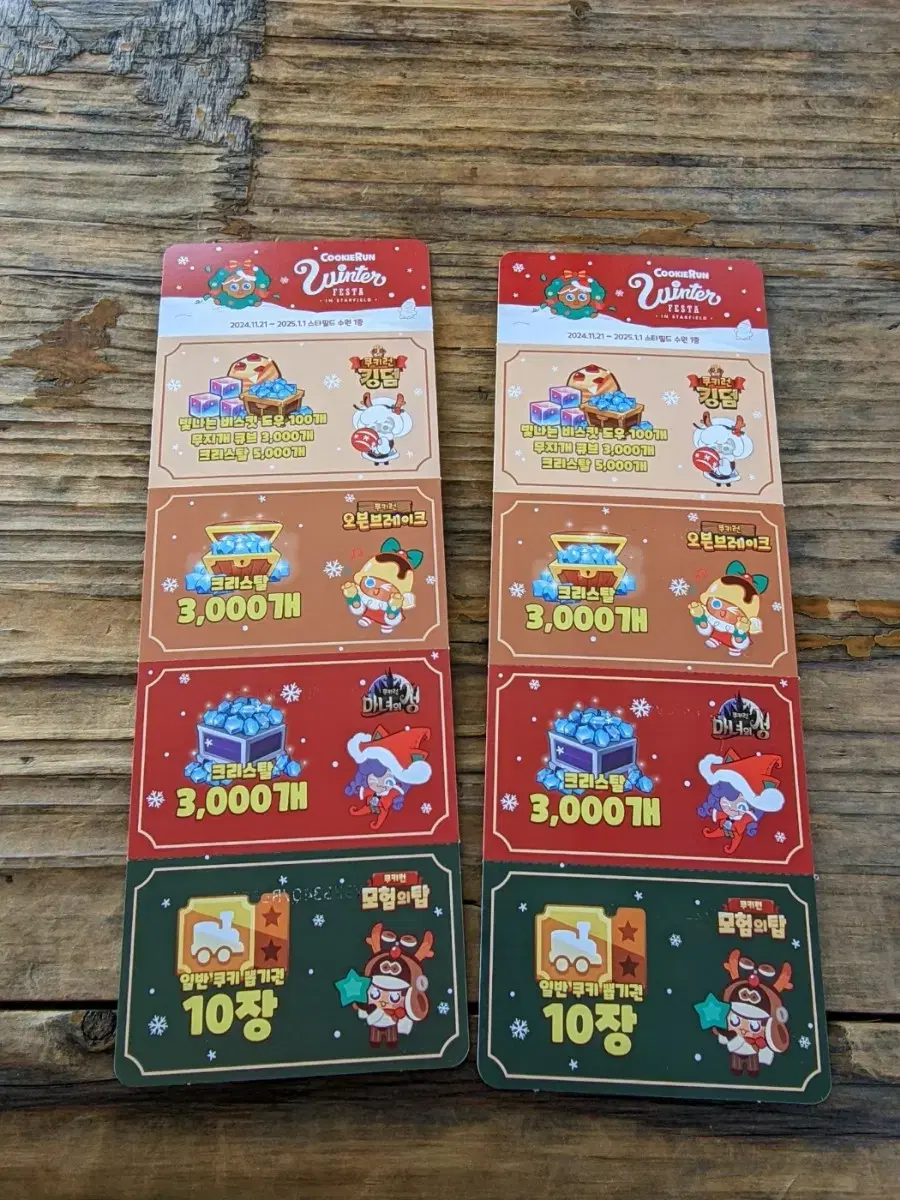 COOKIERUN
Winter
FESTA
· IN STARFIELD ·
2024.11.21 ~ 2025.1.1 스타필드 수원 1층
쿠키런
킹덤
빛나는 비스킷 도우 100개
무지개 큐브 3,000개
크리스탈 5,000개
쿠키런
오븐브레이크
크리스탈
3,000개
쿠키런
마녀의 성
크리스탈
3,000개
쿠키런
모험의 탑
일반 쿠키 뽑기권
10장
COOKIERUN
Winter
FESTA
· IN STARFIELD ·
2024.11.21 ~ 2025.1.1 스타필드 수원 1층
쿠키런
킹덤
빛나는 비스킷 도우 100개
무지개 큐브 3,000개
크리스탈 5,000개
쿠키런
오븐브레이크
크리스탈
3,000개
쿠키런
마녀의 성
크리스탈
3,000개
쿠키런
모험의 탑
일반 쿠키 뽑기권
10장